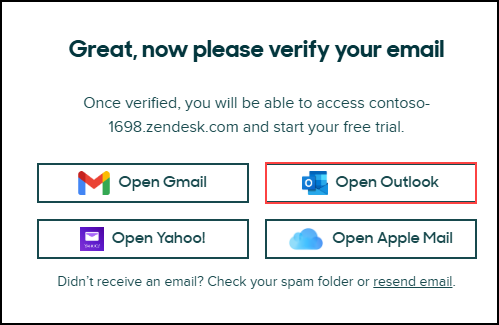 Great, now please verify your email
Once verified, you will be able to access contoso-
1698.zendesk.com and start your free trial.
Open Gmail
Open Outlook
YAHOO!
Open Yahoo!
Open Apple Mail
Didn't receive an email? Check your spam folder or resend email.